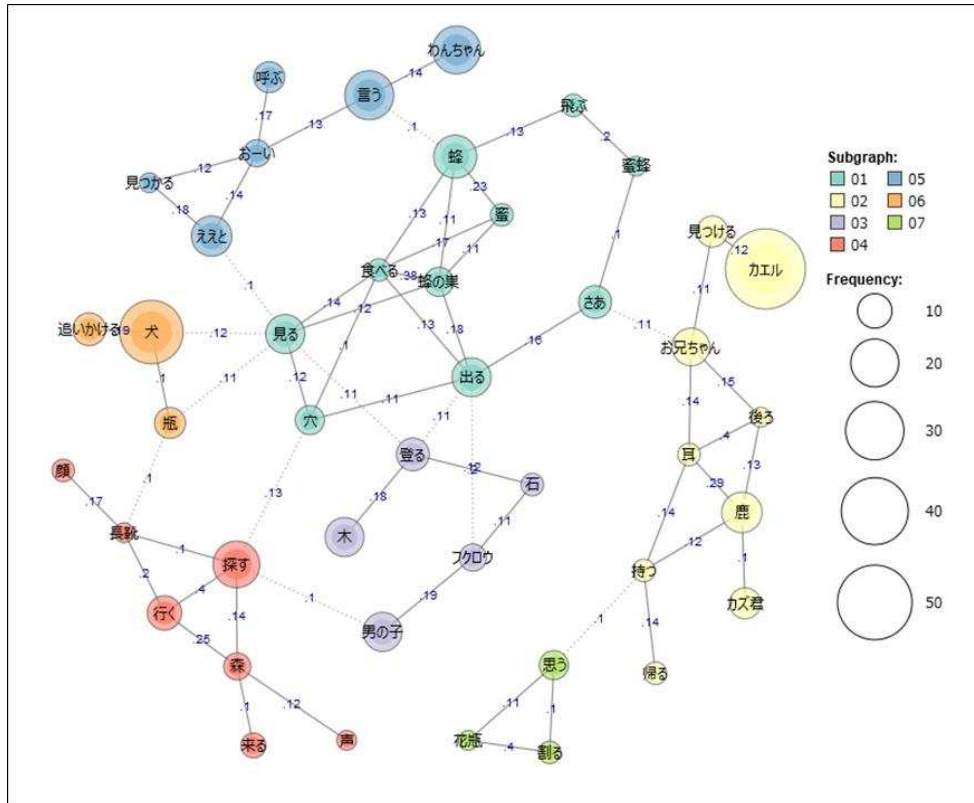 わんちゃん
呼ぶ
.14
言う
.17
.13
.1
飛ぶ
.13
.2
おーい
蜂
蜜蜂
見つかる
.12
.14
.23
.18
.13
.11
蜜
ええと
.17
.11
.1
見つける
.12
カエル
食べる
.38
蜂の巣
.1
.14
.12
さあ
.11
追いかける
.19
犬
.12
見る
.13
.18
.16
.11
お兄ちゃん
.1
.11
.12
.1
.11
出る
.15
瓶
穴
.11
.11
.14
後ろ
.4
登る
.12
耳
.13
顔
.1
.13
.18
石
.29
.17
長靴
木
.11
.14
鹿
.1
探す
フクロウ
.12
.2
.4
.1
.19
持つ
.1
行く
.14
男の子
カズ君
.25
.1
.14
森
思う
帰る
.1
.12
.11
.1
来る
声
花瓶
.4
割る
Subgraph:
01 05
02 06
03 07
04
Frequency:
10
20
30
40
50